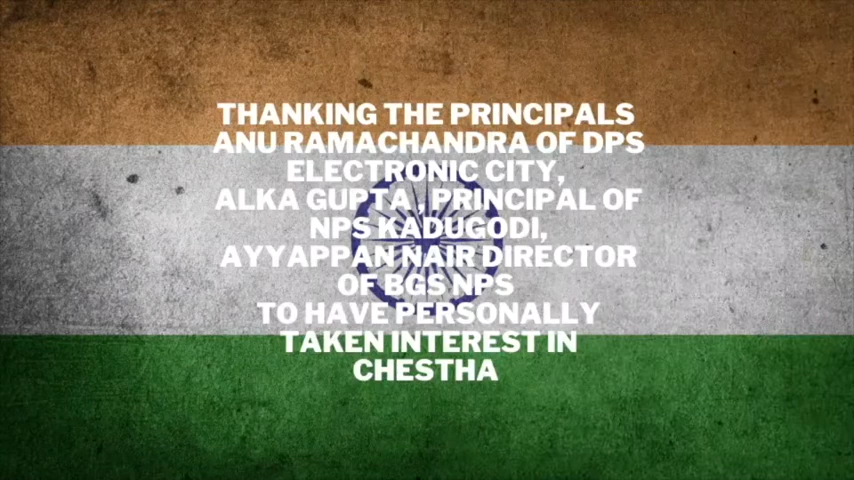 THANKING THE PRINCIPALS
ANU RAMACHANDRA OF DPS
ELECTRONIC CITY,
ALKA GUPTA , PRINCIPAL OF
NPS KADUGODI,
AYYAPPAN NAIR DIRECTOR
OF BGS NPS
TO HAVE PERSONALLY
TAKEN INTEREST IN
CHESTHA